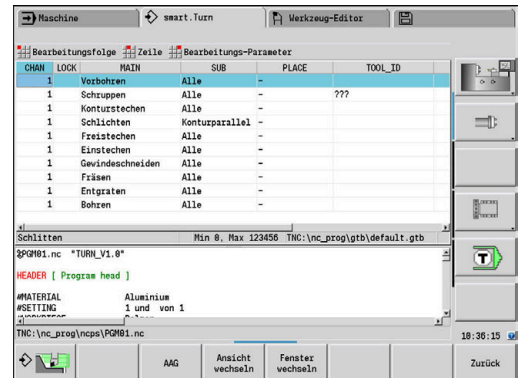 Maschine smart.Turn Werkzeug-Editor
Bearbeitungsfolge Zeile Bearbeitungs-Parameter
CHAN LOCK MAIN SUB PLACE TOOL_ID
1 Vorbohren Alle –
1 Schruppen Alle – ???
1 Konturstechen Alle –
1 Schlichten Konturparallel –
1 Freistechen Alle –
1 Einstechen Alle –
1 Gewindeschneiden Alle –
1 Fräsen Alle –
1 Entgraten Alle –
1 Bohren Alle –
Schlitten Min 0, Max 123456 TNC:\nc_prog\gtb\default.gtb
PGM01.nc "TURN_V1.0"
HEADER [ Program head ]
#MATERIAL Aluminium
#SETTING 1 und von 1
TNC:\nc_prog\ncps\PGM01.nc
T
10:36:15
AAG Ansicht wechseln Fenster wechseln Zurück